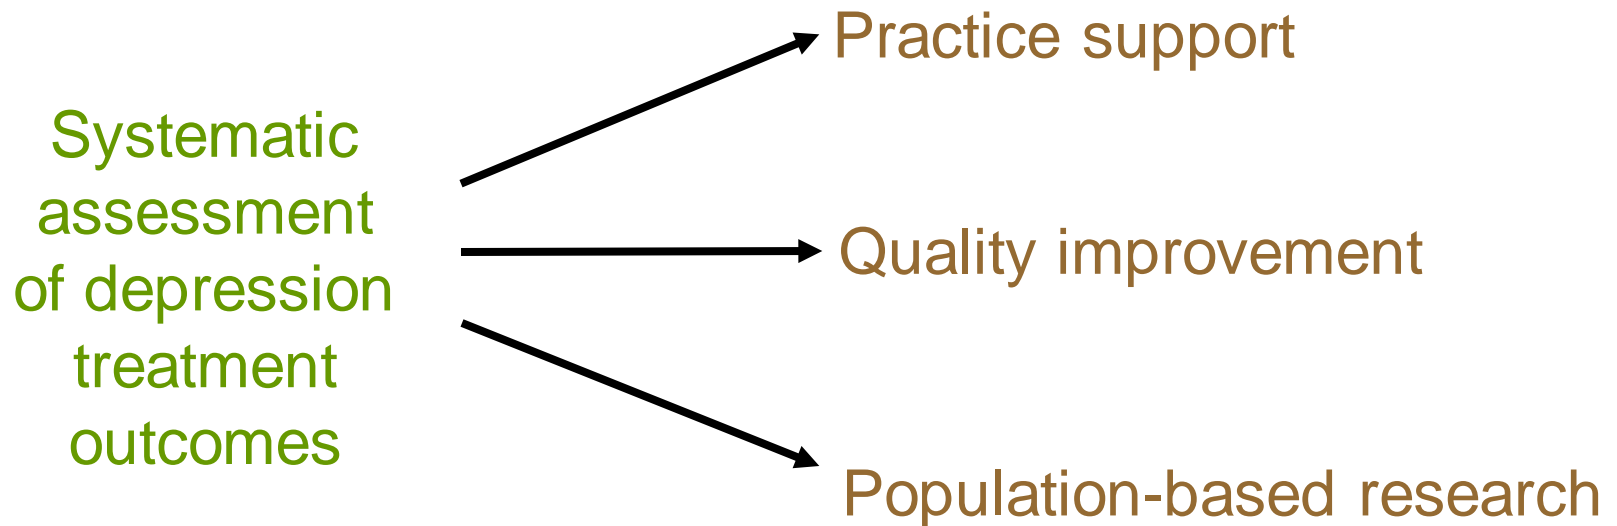 Systematic
assessment
of depression
treatment
outcomes
Practice support
Quality improvement
Population-based research